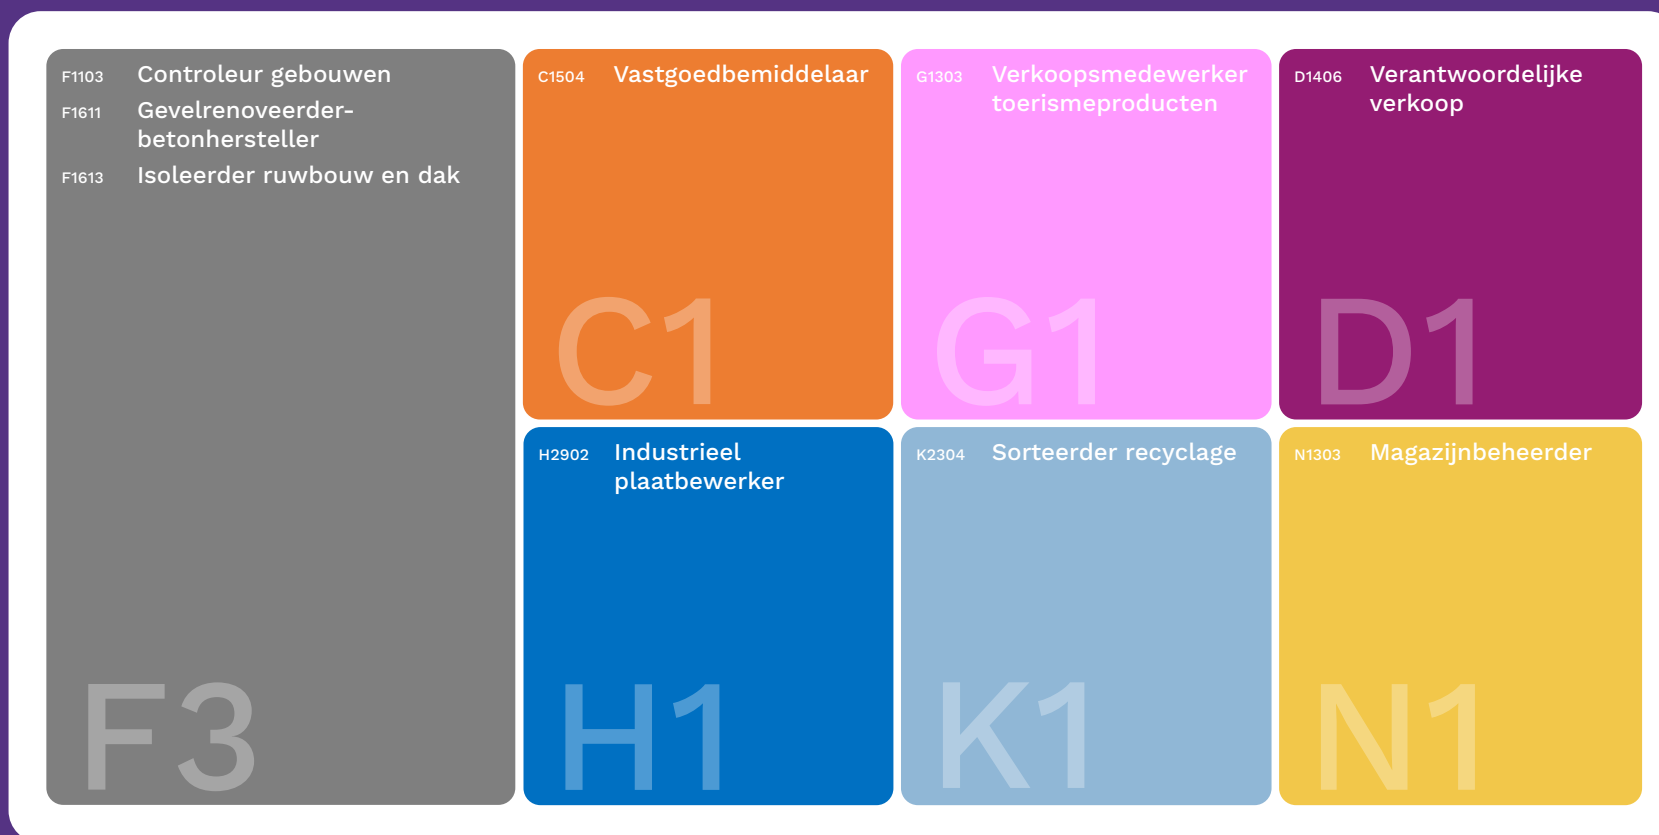 F1103 Controleur gebouwen
F1611 Gevelrenoveerder-
betonhersteller
F1613 Isoleerder ruwbouw en dak
F3
C1504 Vastgoedbemiddelaar
C1
G1303 Verkoopsmedewerker
toerismeproducten
G1
D1406 Verantwoordelijke
verkoop
D1
H2902 Industrieel
plaatbewerker
H1
K2304 Sorteerder recyclage
K1
N1303 Magazijnbeheerder
N1